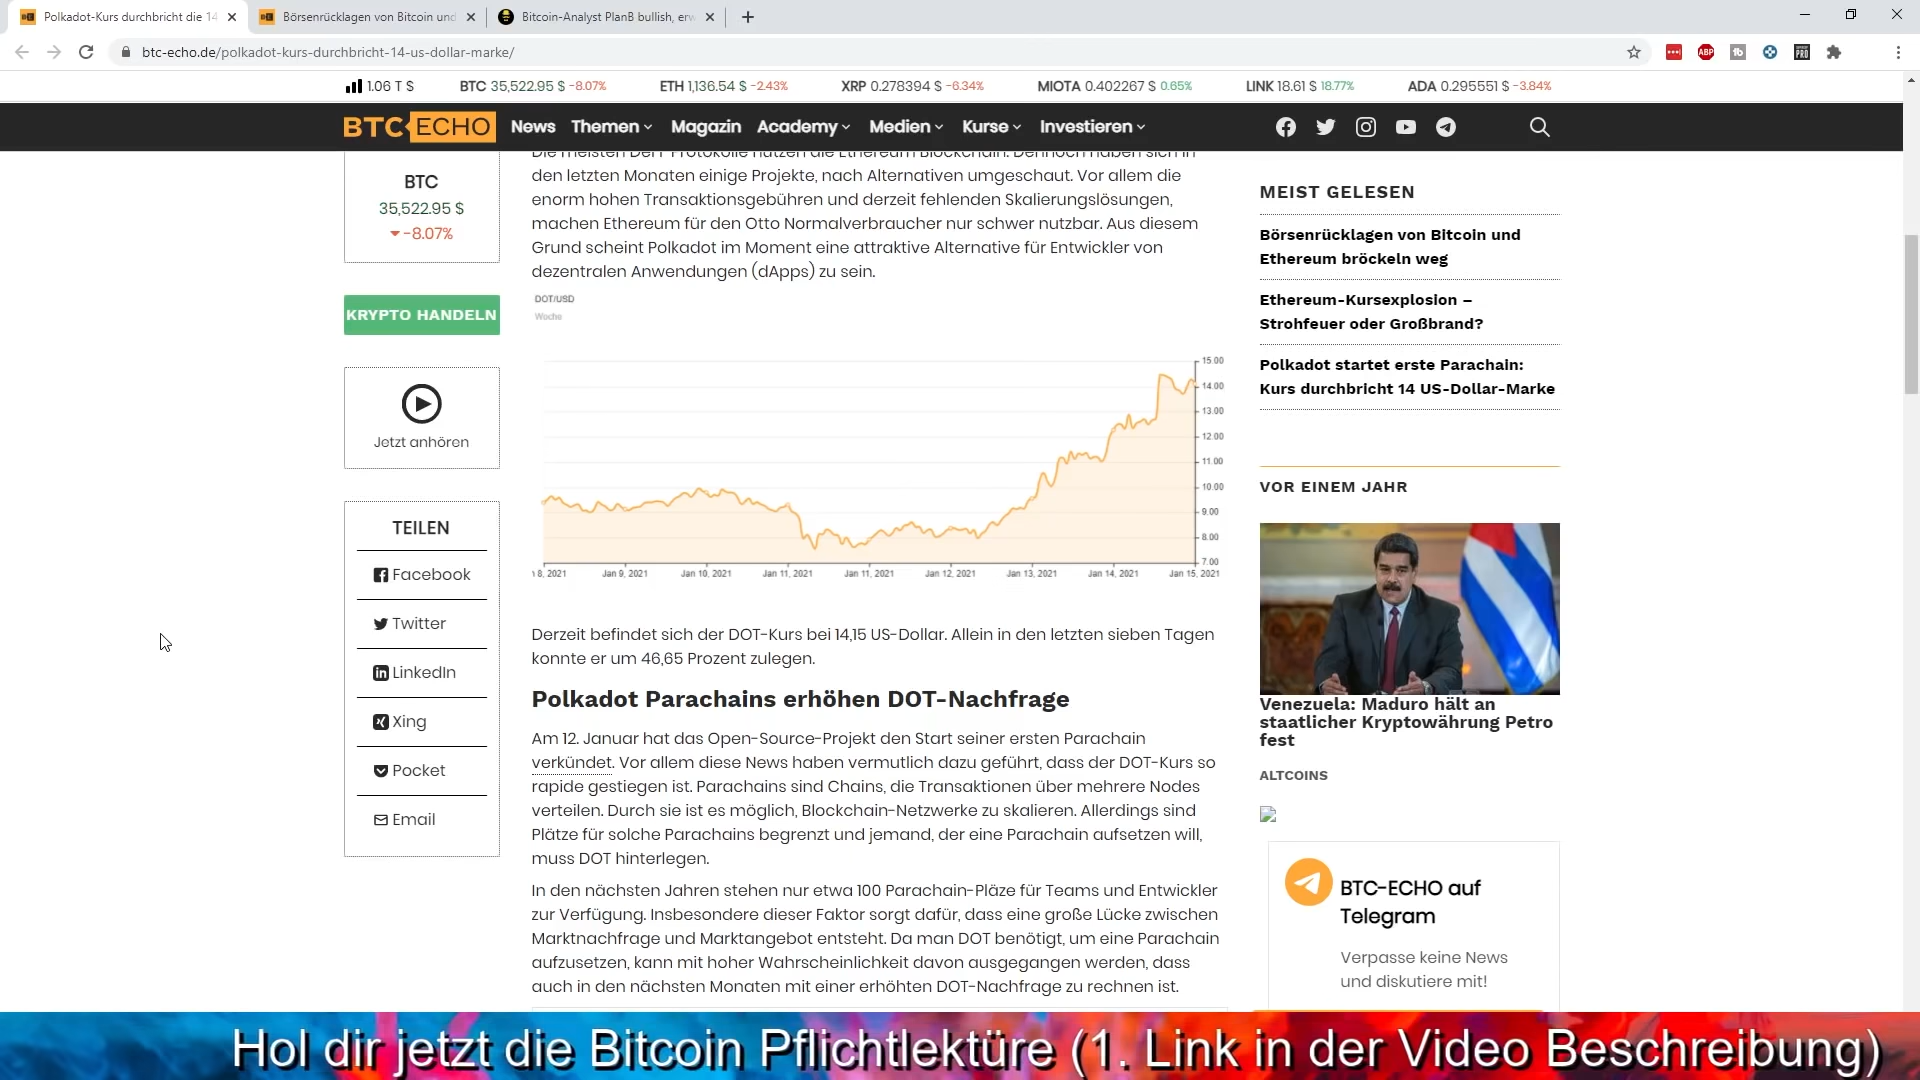 Polkadot-Kurs durchbricht die 14
Börsenrücklagen von Bitcoin und
Bitcoin-Analyst PlanB bullish, erw
btc-echo.de/polkadot-kurs-durchbricht-14-us-dollar-marke/
ABP
PRO
1.06 T $
BTC 35,522.95 $ -8.07%
ETH 1,136.54 $ -2.43%
XRP 0.278394 $ -6.34%
MIOTA 0.402267 $ 0.65%
LINK 18.61 $ 18.77%
ADA 0.295551 $ -3.84%
BTC ECHO
News Themen Magazin Academy Medien Kurse Investieren
BTC
35,522.95 $
-8.07%
KRYPTO HANDELN
Jetzt anhören
TEILEN
Facebook
Twitter
LinkedIn
Xing
Pocket
Email
Die meisten DeFi-Protokolle nutzen die Ethereum Blockchain. Dennoch haben sich in
den letzten Monaten einige Projekte, nach Alternativen umgeschaut. Vor allem die
enorm hohen Transaktionsgebühren und derzeit fehlenden Skalierungslösungen,
machen Ethereum für den Otto Normalverbraucher nur schwer nutzbar. Aus diesem
Grund scheint Polkadot im Moment eine attraktive Alternative für Entwickler von
dezentralen Anwendungen (dApps) zu sein.
DOT/USD
Woche
15.00
14.00
13.00
12.00
11.00
10.00
9.00
8.00
7.00
n 8, 2021 Jan 9, 2021 Jan 10, 2021 Jan 11, 2021 Jan 11, 2021 Jan 12, 2021 Jan 13, 2021 Jan 14, 2021 Jan 15, 2021
Derzeit befindet sich der DOT-Kurs bei 14,15 US-Dollar. Allein in den letzten sieben Tagen
konnte er um 46,65 Prozent zulegen.
Polkadot Parachains erhöhen DOT-Nachfrage
Am 12. Januar hat das Open-Source-Projekt den Start seiner ersten Parachain
verkündet. Vor allem diese News haben vermutlich dazu geführt, dass der DOT-Kurs so
rapide gestiegen ist. Parachains sind Chains, die Transaktionen über mehrere Nodes
verteilen. Durch sie ist es möglich, Blockchain-Netzwerke zu skalieren. Allerdings sind
Plätze für solche Parachains begrenzt und jemand, der eine Parachain aufsetzen will,
muss DOT hinterlegen.
In den nächsten Jahren stehen nur etwa 100 Parachain-Pläze für Teams und Entwickler
zur Verfügung. Insbesondere dieser Faktor sorgt dafür, dass eine große Lücke zwischen
Marktnachfrage und Marktangebot entsteht. Da man DOT benötigt, um eine Parachain
aufzusetzen, kann mit hoher Wahrscheinlichkeit davon ausgegangen werden, dass
auch in den nächsten Monaten mit einer erhöhten DOT-Nachfrage zu rechnen ist.
MEIST GELESEN
Börsenrücklagen von Bitcoin und
Ethereum bröckeln weg
Ethereum-Kursexplosion –
Strohfeuer oder Großbrand?
Polkadot startet erste Parachain:
Kurs durchbricht 14 US-Dollar-Marke
VOR EINEM JAHR
Venezuela: Maduro hält an
staatlicher Kryptowährung Petro
fest
ALTCOINS
BTC-ECHO auf
Telegram
Verpasse keine News
und diskutiere mit!
Hol dir jetzt die Bitcoin Pflichtlektüre (1. Link in der Video Beschreibung)